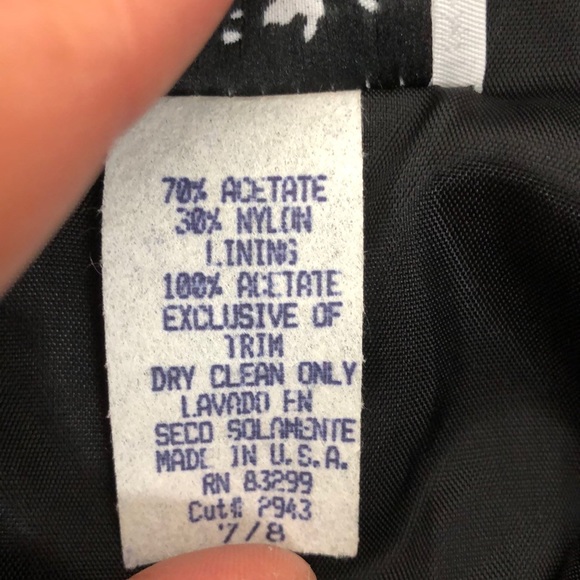 70% ACETATE
30% NYLON
LINING
100% ACETATE
EXCLUSIVE OF
TRIM
DRY CLEAN ONLY
LAVADO EN
SECO SOLAMENTE
MADE IN U.S.A.
RN 83299
Cut# 2943
7/8